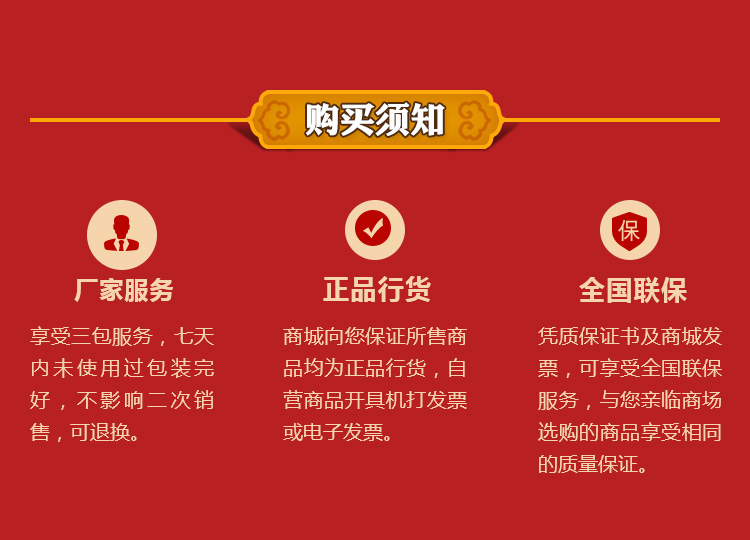 购买须知
保
厂家服务
享受三包服务，七天
内未使用过包装完
好，不影响二次销
售，可退换。
正品行货
商城向您保证所售商
品均为正品行货，自
营商品开具机打发票
或电子发票。
全国联保
凭质保证书及商城发
票，可享受全国联保
服务，与您亲临商场
选购的商品享受相同
的质量保证。